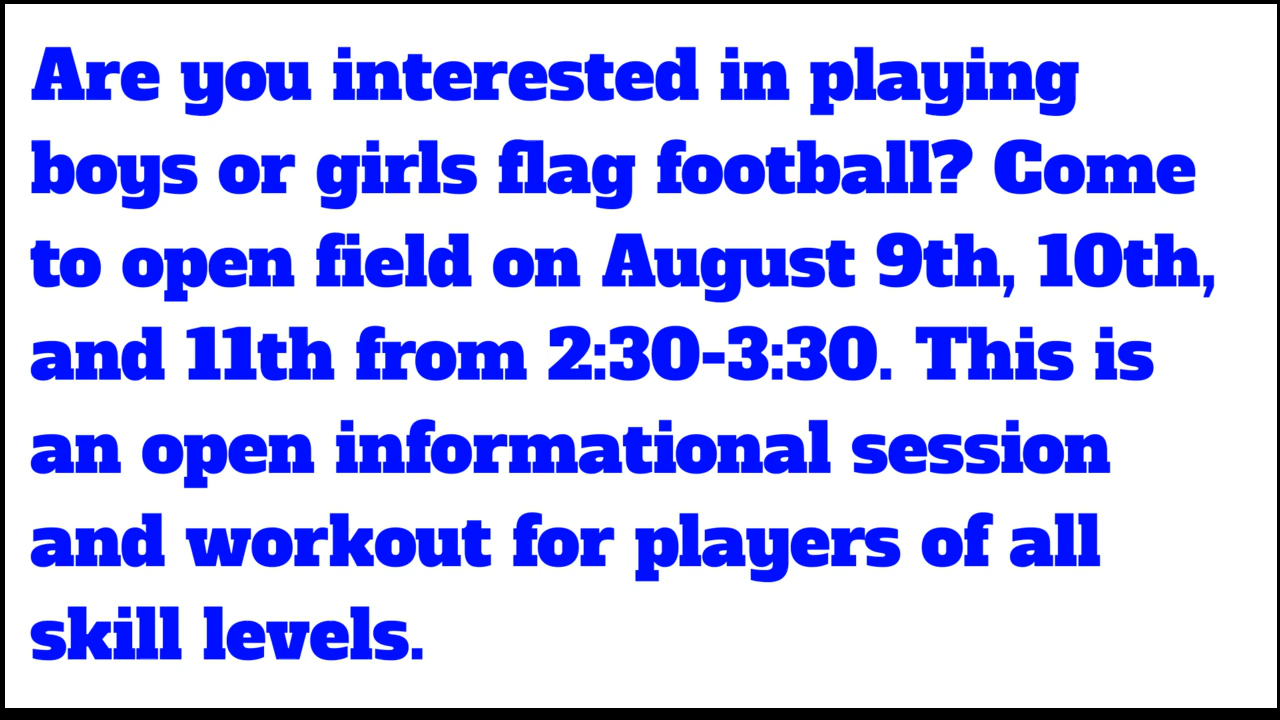 Are you interested in playing
boys or girls flag football? Come
to open field on August 9th, 10th,
and 11th from 2:30-3:30. This is
an open informational session
and workout for players of all
skill levels.